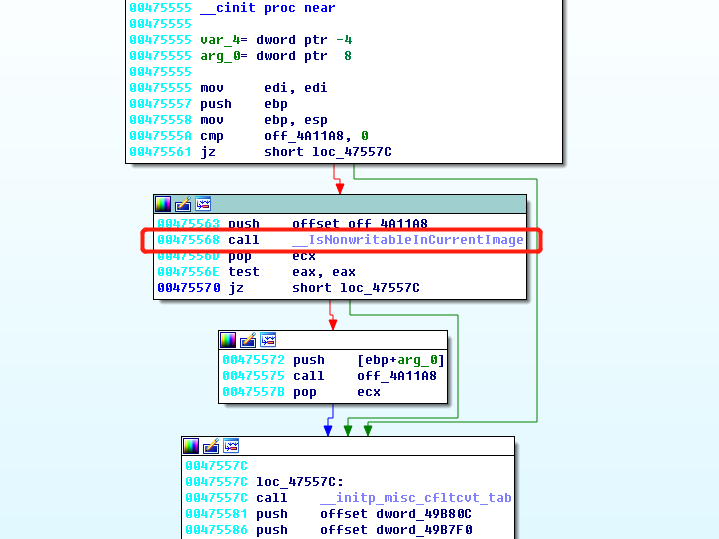 00475555 __cinit proc near
00475555
00475555 var_4= dword ptr -4
00475555 arg_0= dword ptr  8
00475555
00475555 mov     edi, edi
00475557 push    ebp
00475558 mov     ebp, esp
0047555A cmp     off_4A11A8, 0
00475561 jz      short loc_47557C
00475563 push    offset off_4A11A8
00475568 call    __IsNonwritableInCurrentImage
0047556D pop     ecx
0047556E test    eax, eax
00475570 jz      short loc_47557C
00475572 push    [ebp+arg_0]
00475575 call    off_4A11A8
0047557B pop     ecx
0047557C
0047557C loc_47557C:
0047557C call    __initp_misc_cfltcvt_tab
00475581 push    offset dword_49B80C
00475586 push    offset dword_49B7F0